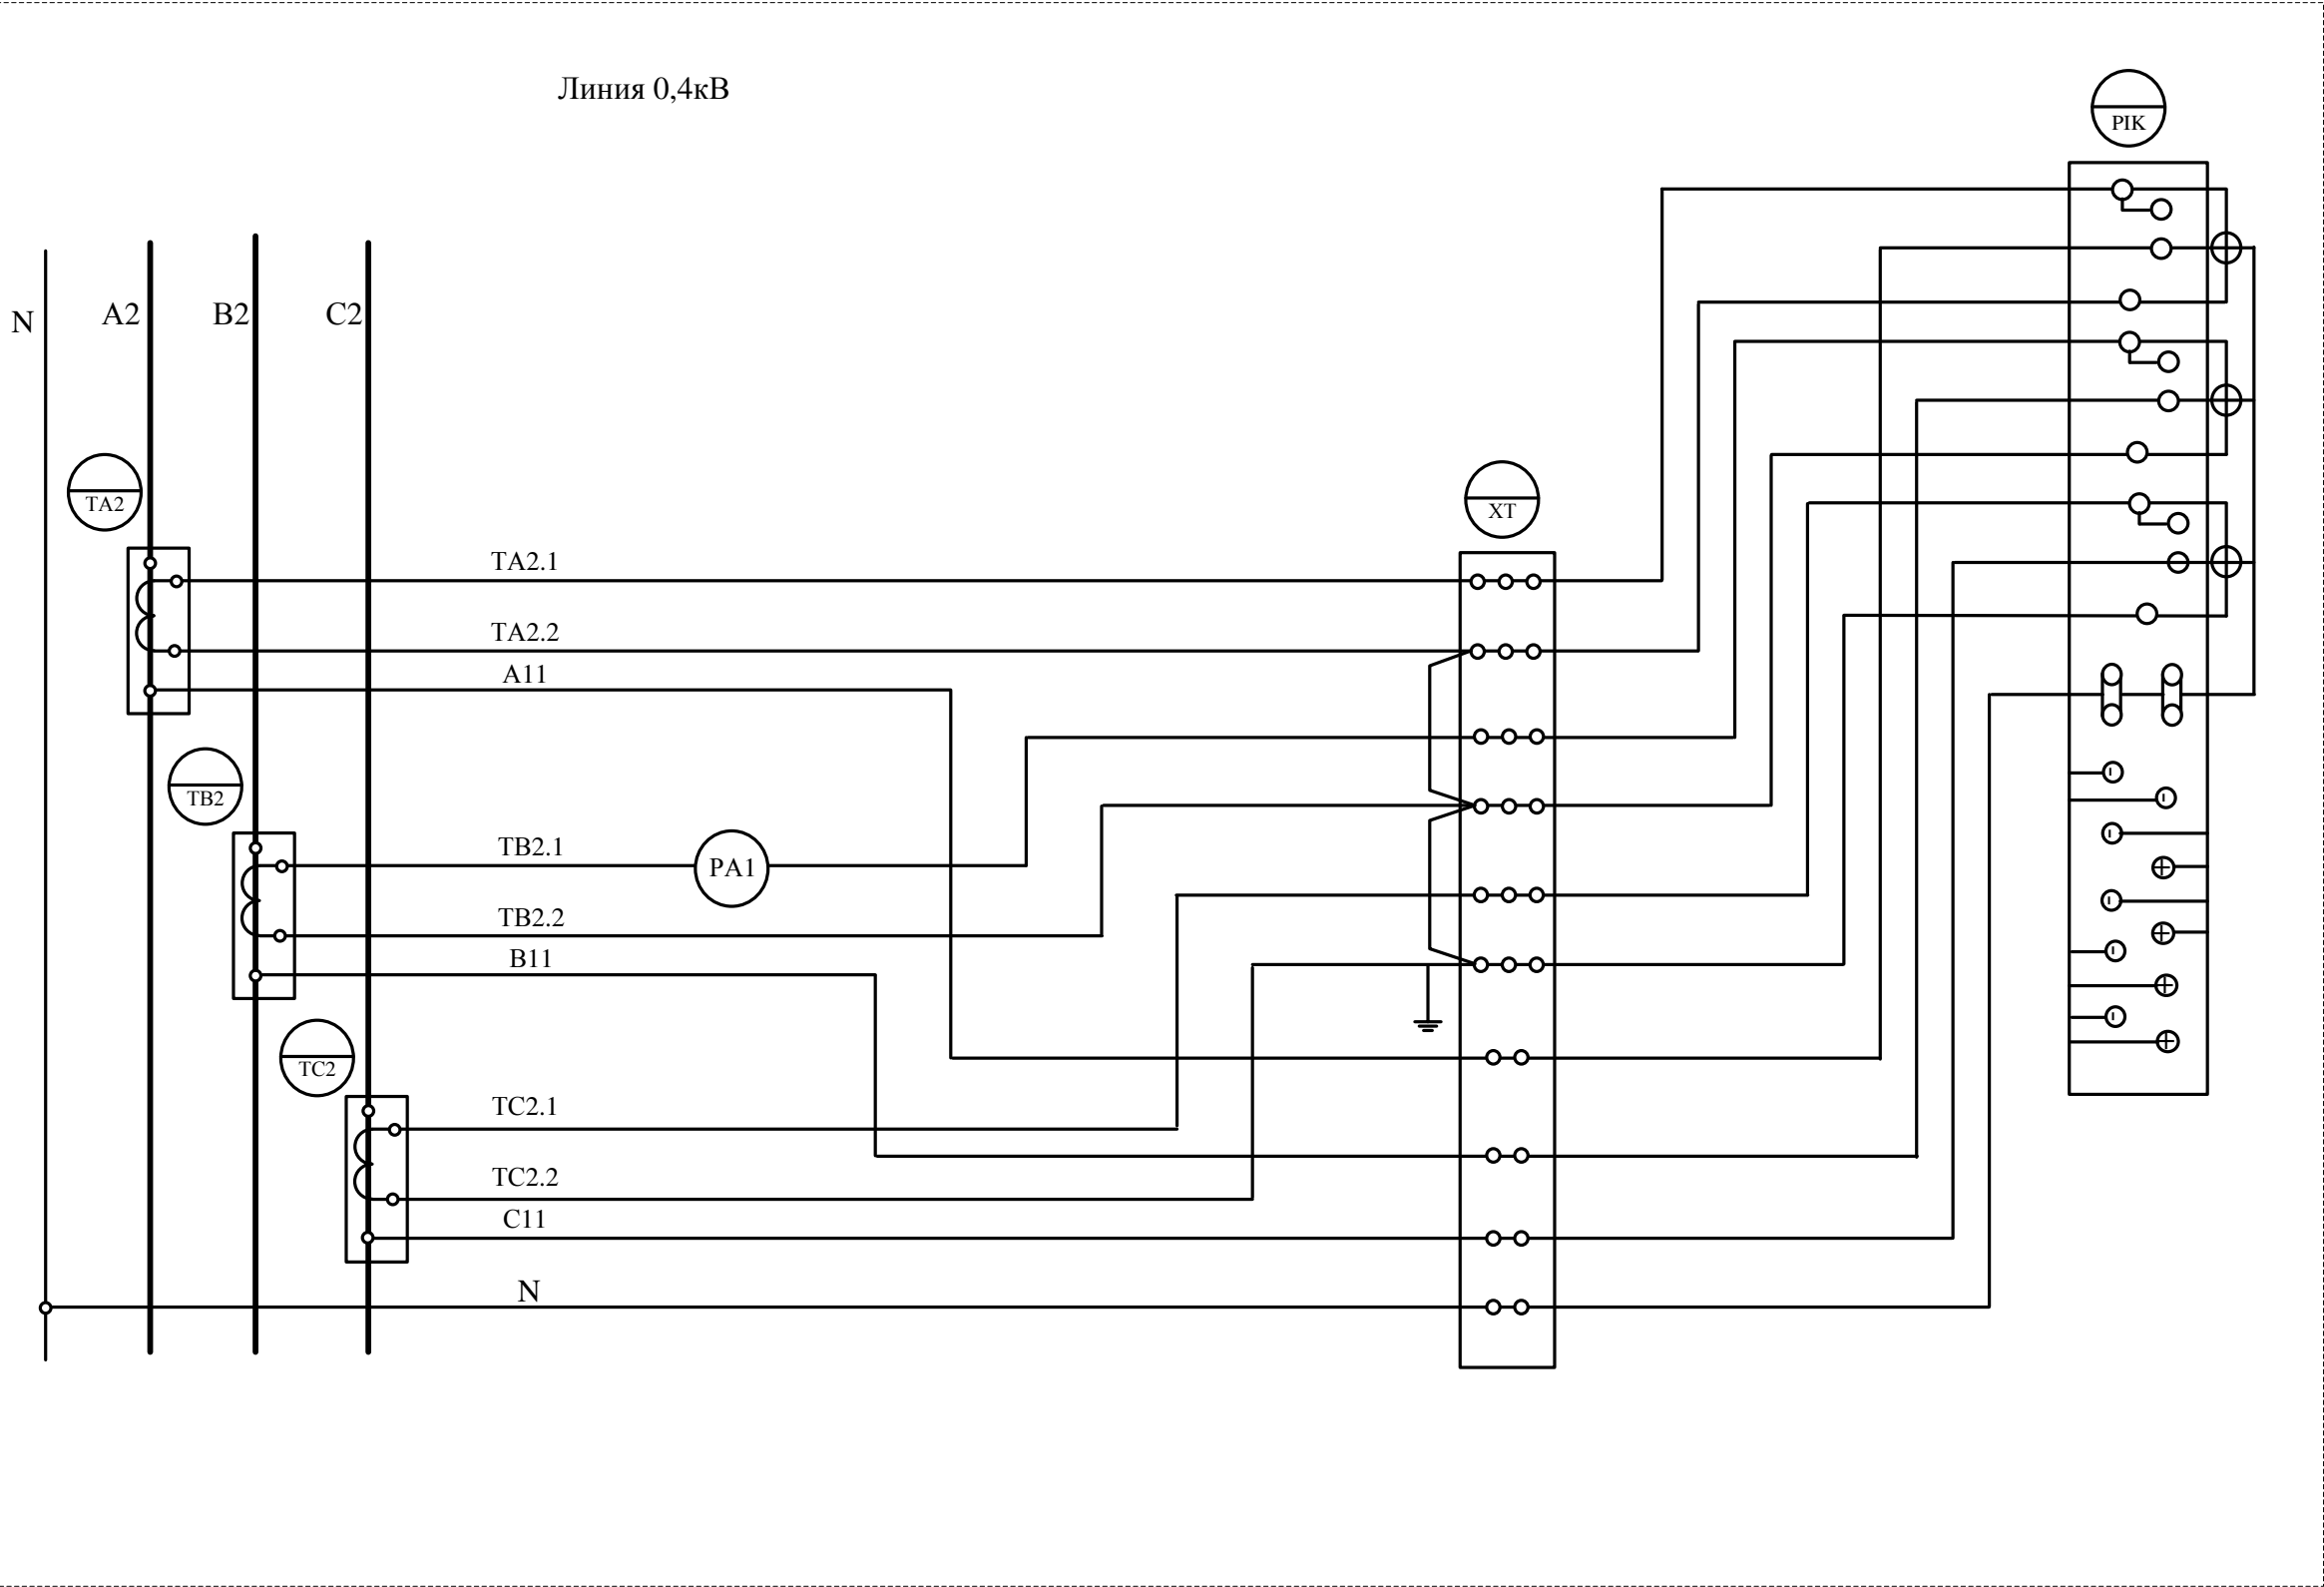 Линия 0,4кВ
PIK
N
A2
B2
C2
TA2
XT
TA2.1
TA2.2
A11
TB2
TB2.1
PA1
TB2.2
B11
TC2
TC2.1
TC2.2
C11
N